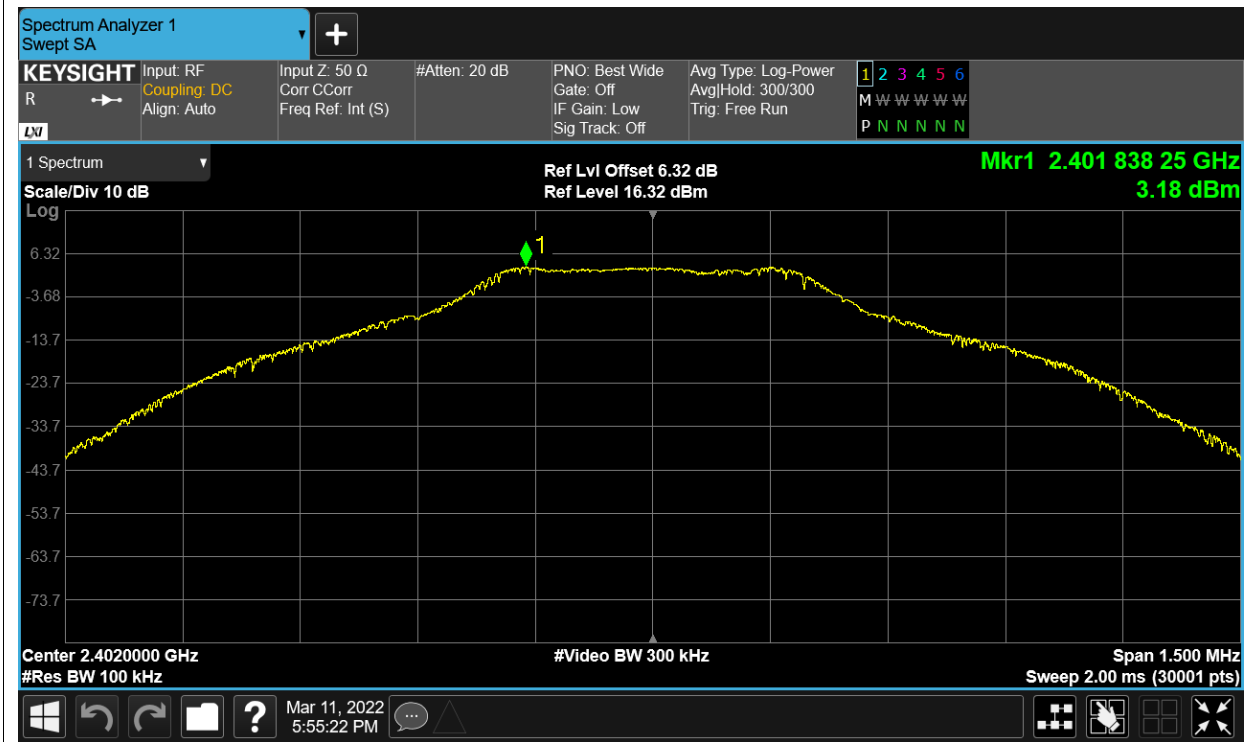 Spectrum Analyzer 1
Swept SA
KEYSIGHT
R
LXI
Input: RF
Coupling: DC
Align: Auto
Input Z: 50 Ω
Corr CCorr
Freq Ref: Int (S)
#Atten: 20 dB
PNO: Best Wide
Gate: Off
IF Gain: Low
Sig Track: Off
Avg Type: Log-Power
Avg|Hold: 300/300
Trig: Free Run
1 2 3 4 5 6
M W W W W W
P N N N N N
1 Spectrum
Scale/Div 10 dB
Log
Ref Lvl Offset 6.32 dB
Ref Level 16.32 dBm
Mkr1 2.401 838 25 GHz
3.18 dBm
1
6.32
-3.68
-13.7
-23.7
-33.7
-43.7
-53.7
-63.7
-73.7
Center 2.4020000 GHz
#Res BW 100 kHz
#Video BW 300 kHz
Span 1.500 MHz
Sweep 2.00 ms (30001 pts)
?
Mar 11, 2022
5:55:22 PM